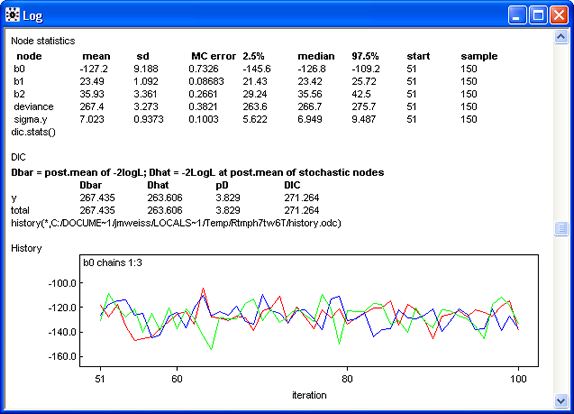 Log
Node statistics
node mean sd MC error 2.5% median 97.5% start sample
b0 -127.2 9.188 0.7326 -145.6 -126.8 -109.2 51 150
b1 23.49 1.092 0.08683 21.43 23.42 25.72 51 150
b2 35.93 3.361 0.2661 29.24 35.56 42.5 51 150
deviance 267.4 3.273 0.3821 263.6 266.7 275.7 51 150
sigma.y 7.023 0.9373 0.1003 5.622 6.949 9.487 51 150
dic.stats()
DIC
Dbar = post.mean of -2logL; Dhat = -2LogL at post.mean of stochastic nodes
Dbar Dhat pD DIC
y 267.435 263.606 3.829 271.264
total 267.435 263.606 3.829 271.264
history(*,C:/DOCUME~1/jmweiss/LOCALS~1/Temp/Rtmph7tw6T/history.odc)
History
b0 chains 1:3
-100.0
-120.0
-140.0
-160.0
51 60 80 100
iteration